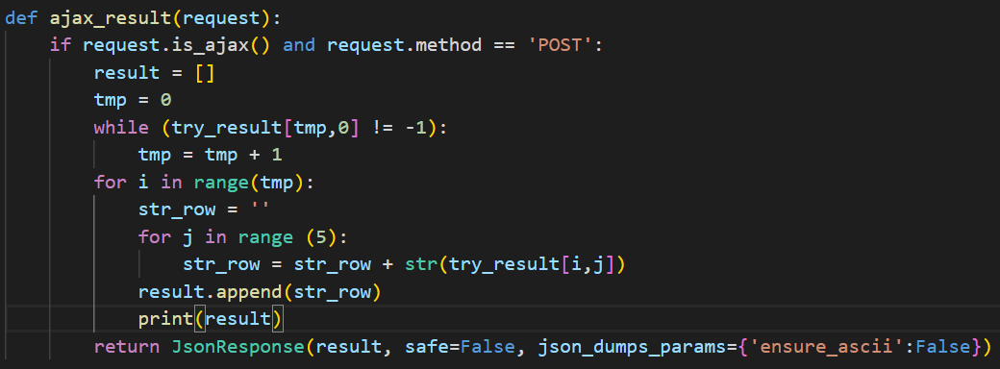 def ajax_result(request):
    if request.is_ajax() and request.method == 'POST':
        result = []
        tmp = 0
        while (try_result[tmp,0] != -1):
            tmp = tmp + 1
        for i in range(tmp):
            str_row = ''
            for j in range (5):
                str_row = str_row + str(try_result[i,j])
            result.append(str_row)
            print(result)
        return JsonResponse(result, safe=False, json_dumps_params={'ensure_ascii':False})